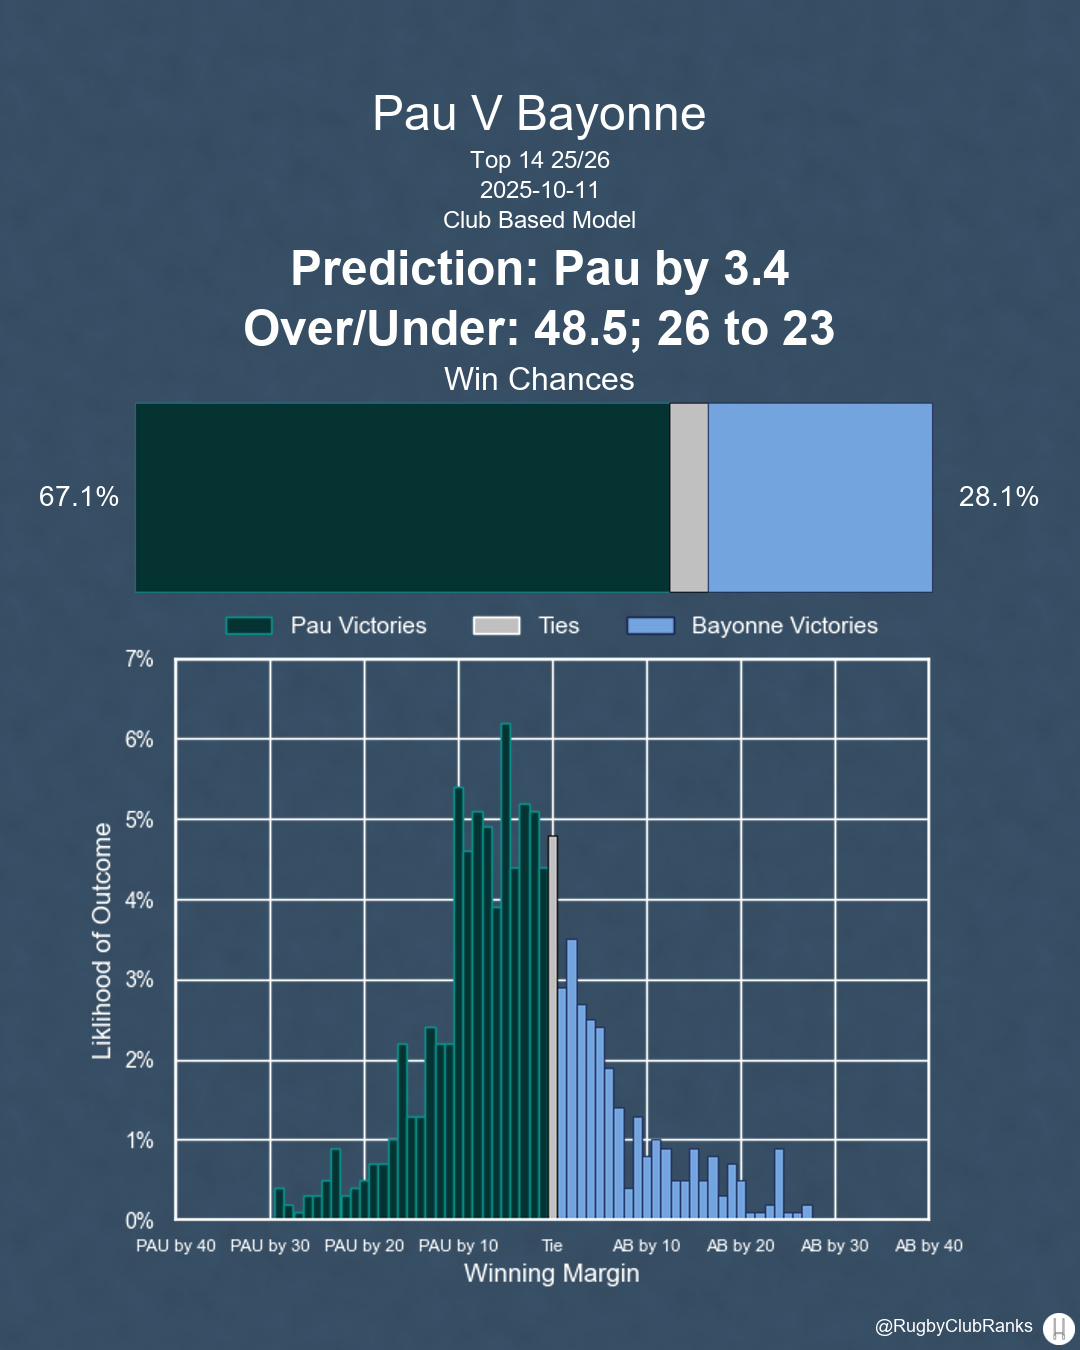 Pau V Bayonne
Top 14 25/26
2025-10-11
Club Based Model
Prediction: Pau by 3.4
Over/Under: 48.5; 26 to 23
Win Chances
67.1%
28.1%
Pau Victories Ties Bayonne Victories
7%
6%
5%
4%
3%
2%
1%
0%
Liklihood of Outcome
PAU by 40 PAU by 30 PAU by 20 PAU by 10 Tie AB by 10 AB by 20 AB by 30 AB by 40
Winning Margin
@RugbyClubRanks